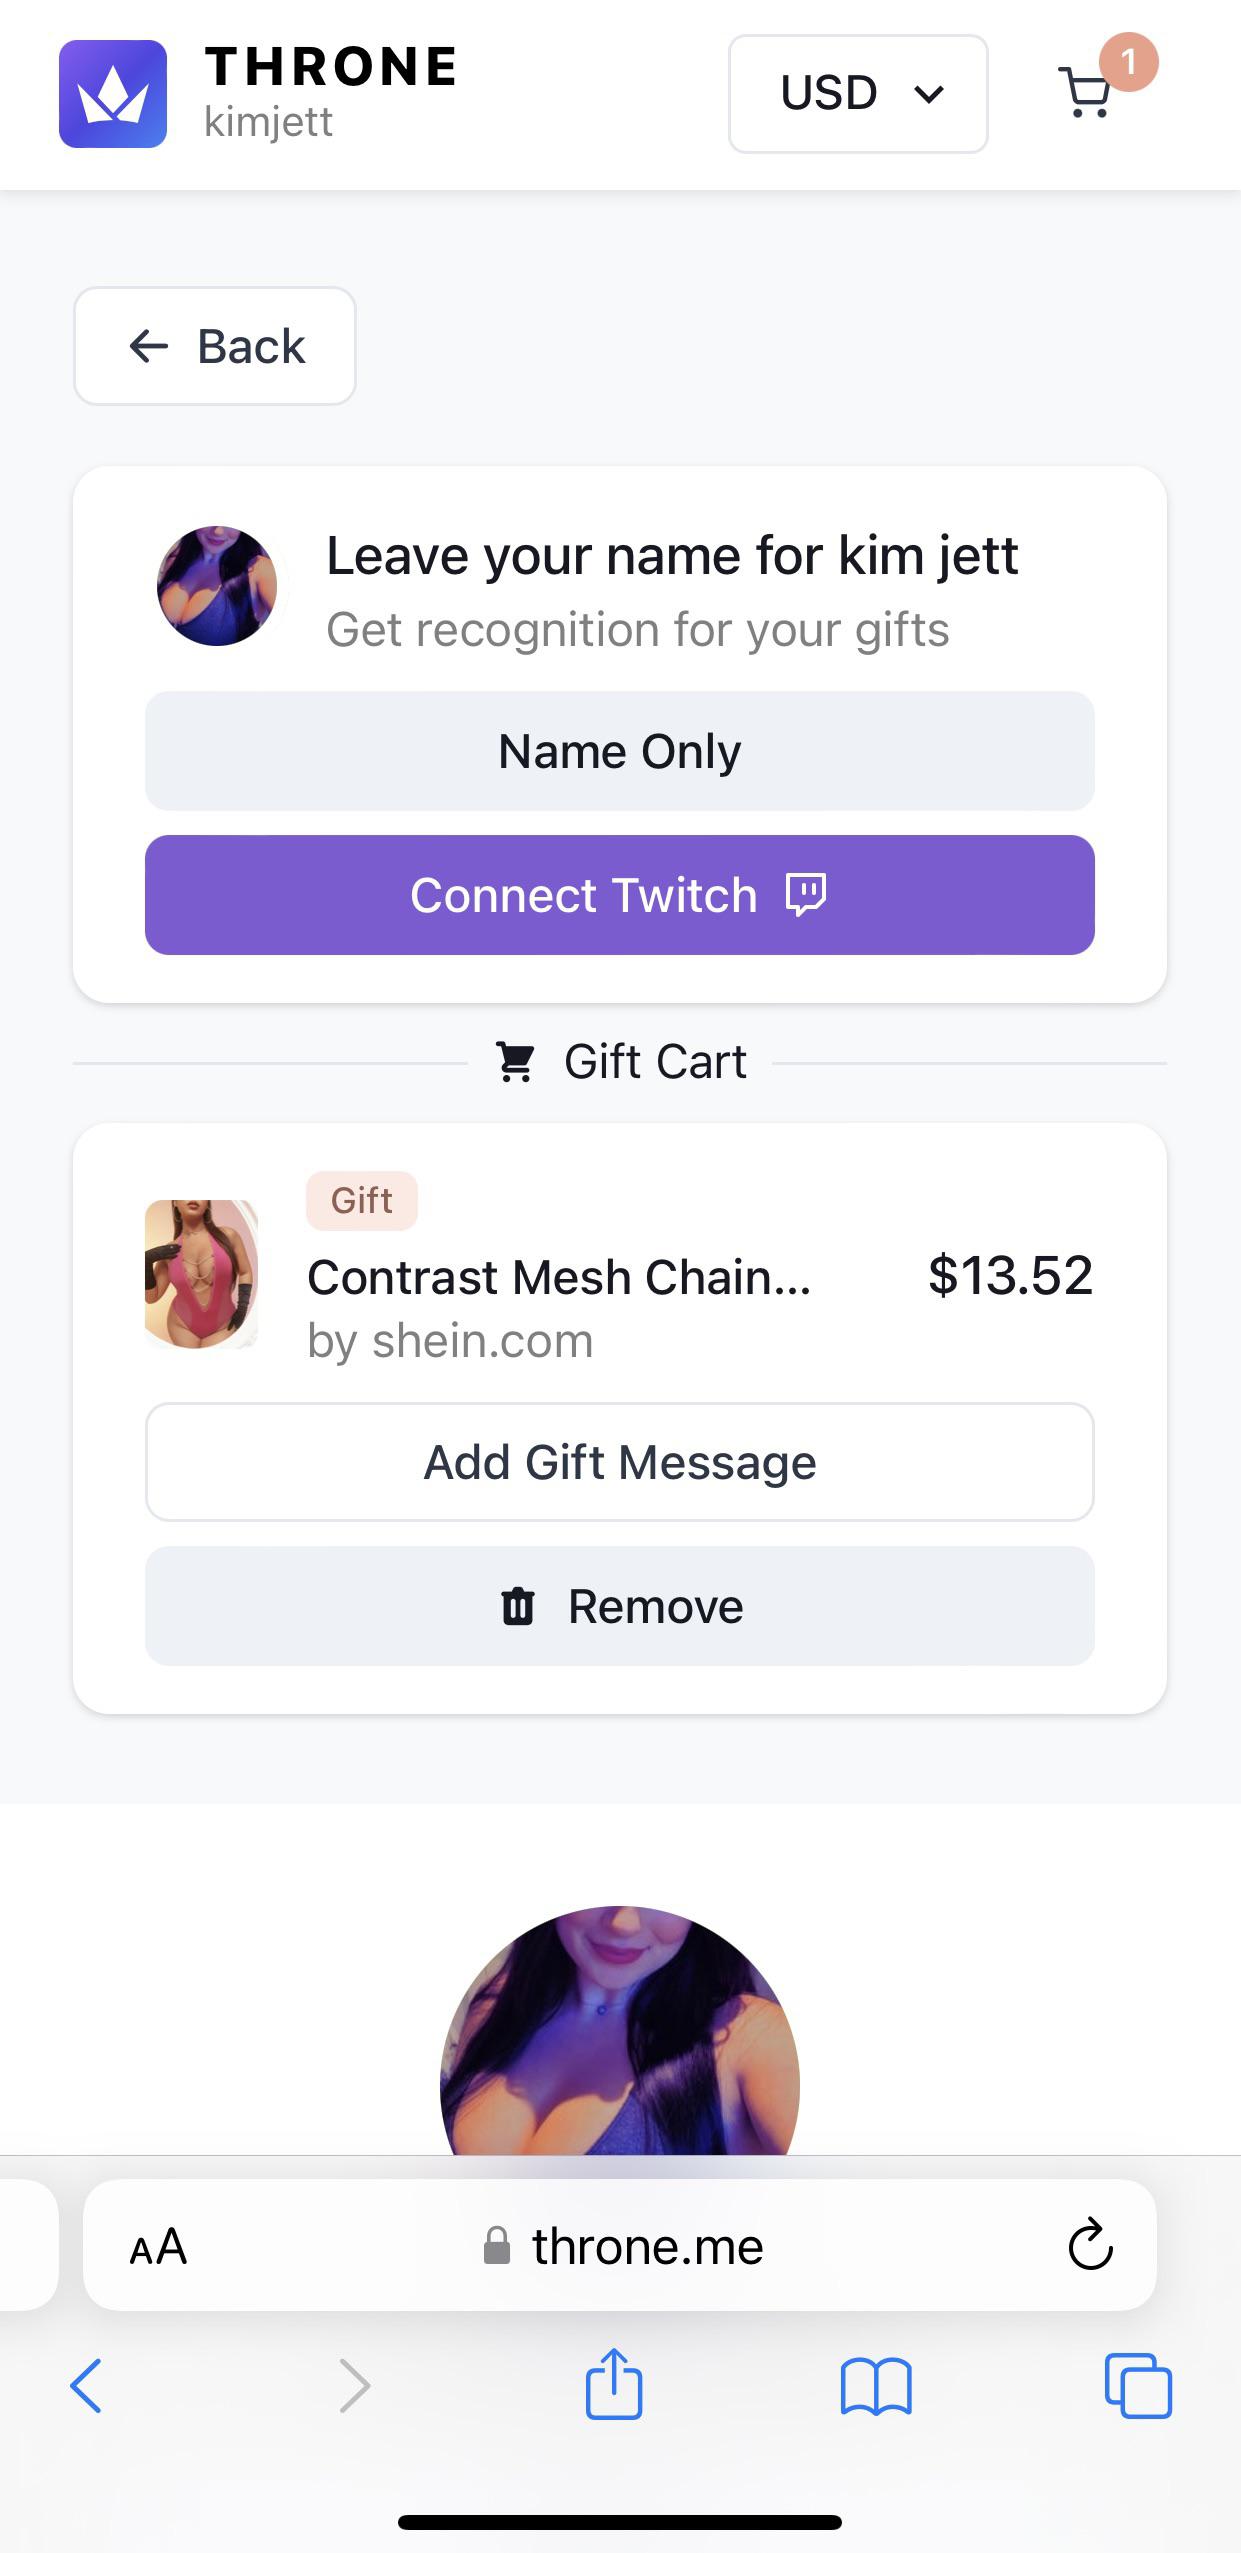 THRONE
kimjett
USD
1
Back
Leave your name for kim jett
Get recognition for your gifts
Name Only
Connect Twitch
Gift Cart
Gift
Contrast Mesh Chain...
$13.52
by shein.com
Add Gift Message
Remove
AA
throne.me